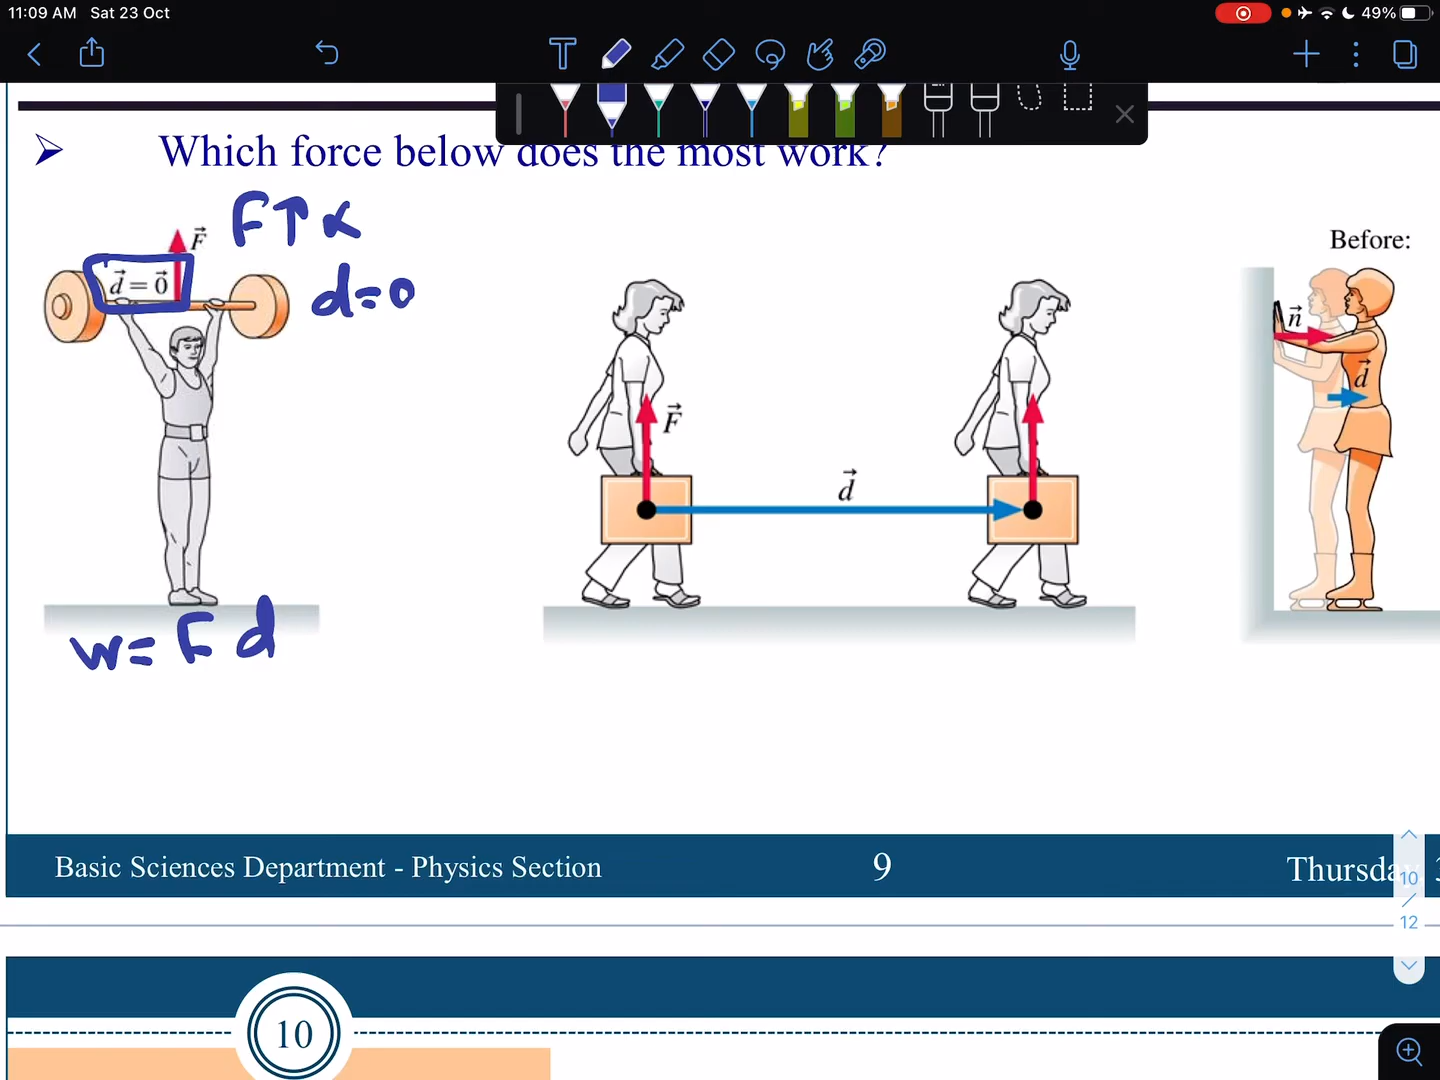 11:09 AM Sat 23 Oct
49%
T
➢ Which force below does the most work?
F↑
F
d = 0
d=0
Before:
n
d
F
d
W= F d
Basic Sciences Department - Physics Section
9
Thursday
10
12
10